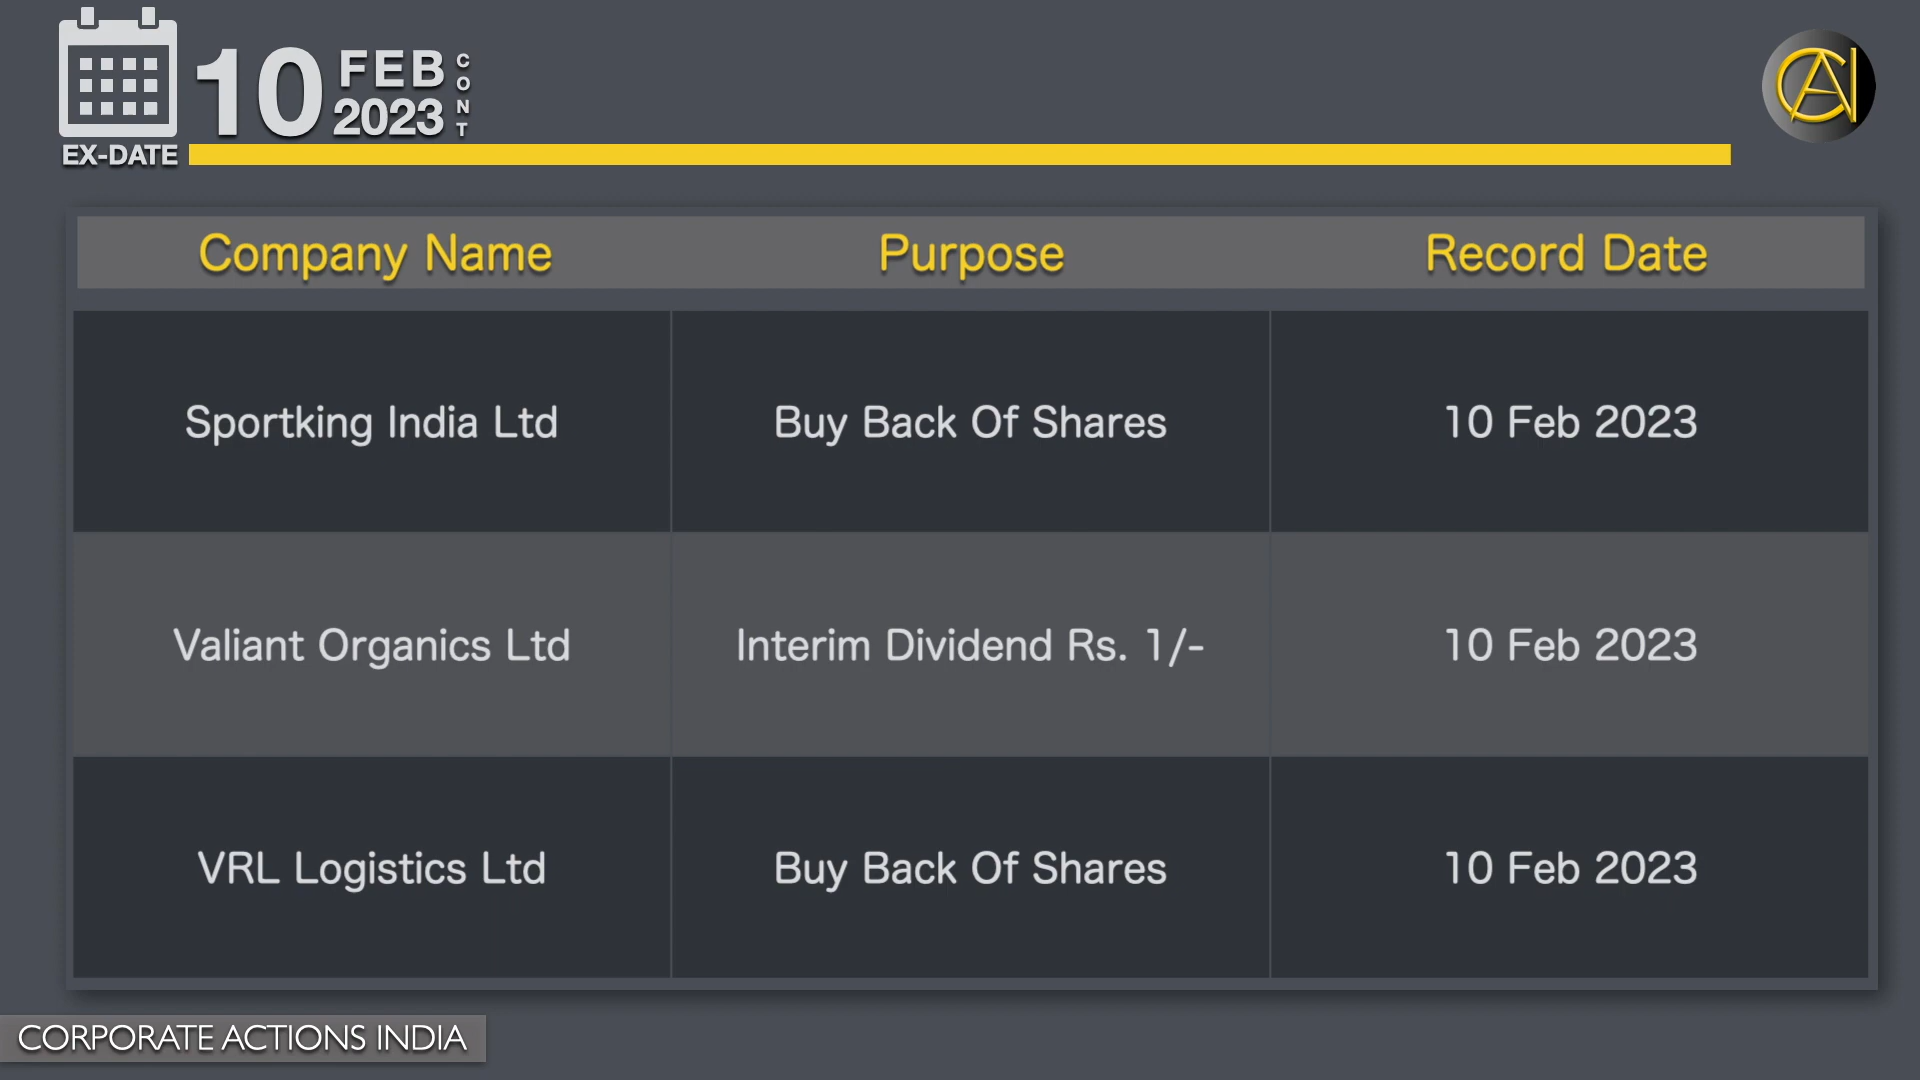 10 FEB 2023 CONT
EX-DATE
CAI
Company Name Purpose Record Date
Sportking India Ltd Buy Back Of Shares 10 Feb 2023
Valiant Organics Ltd Interim Dividend Rs. 1/- 10 Feb 2023
VRL Logistics Ltd Buy Back Of Shares 10 Feb 2023
CORPORATE ACTIONS INDIA